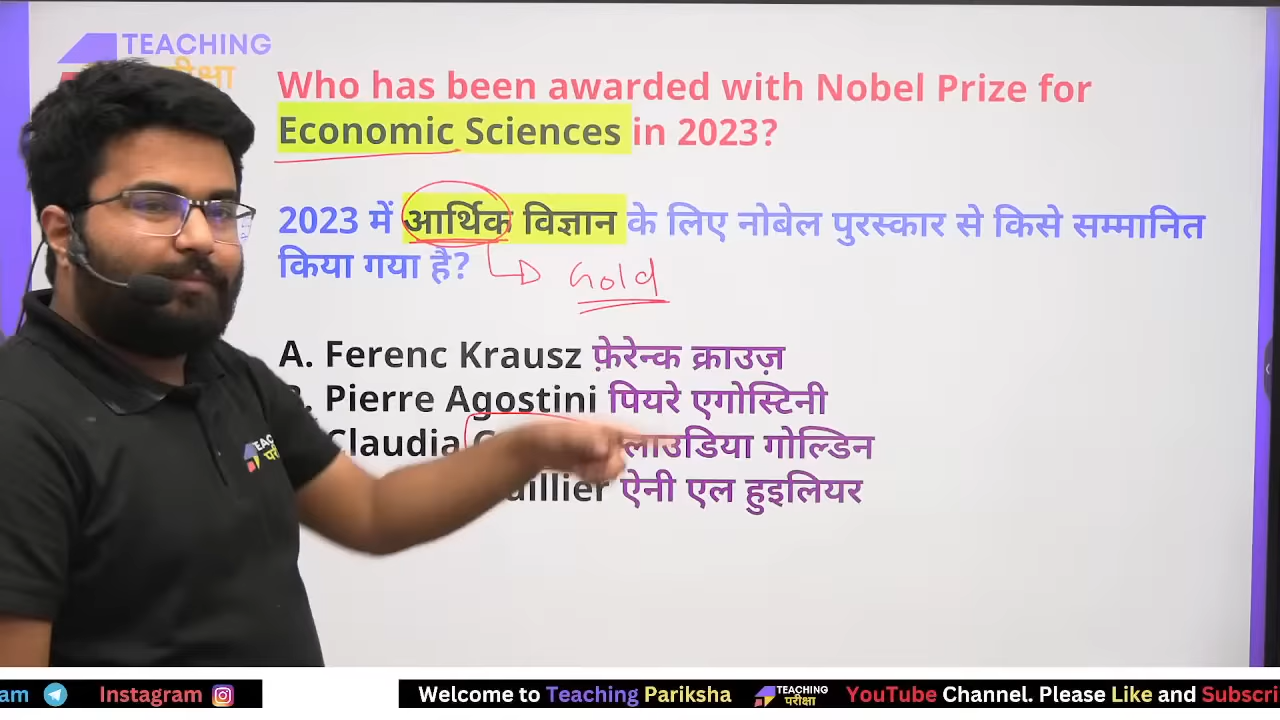 TEACHING
Who has been awarded with Nobel Prize for
Economic Sciences in 2023?
2023 में आर्थिक विज्ञान के लिए नोबेल पुरस्कार से किसे सम्मानित
किया गया है?
Gold
A. Ferenc Krausz फ़ेरेन्क क्राउज़
Pierre Agostini पियरे एगोस्टिनी
Claudia गोल्डिन
ऐनी एल हुइलियर
परीक्षा
Instagram
Welcome to Teaching Pariksha
TEACHING
परीक्षा
YouTube Channel. Please Like and